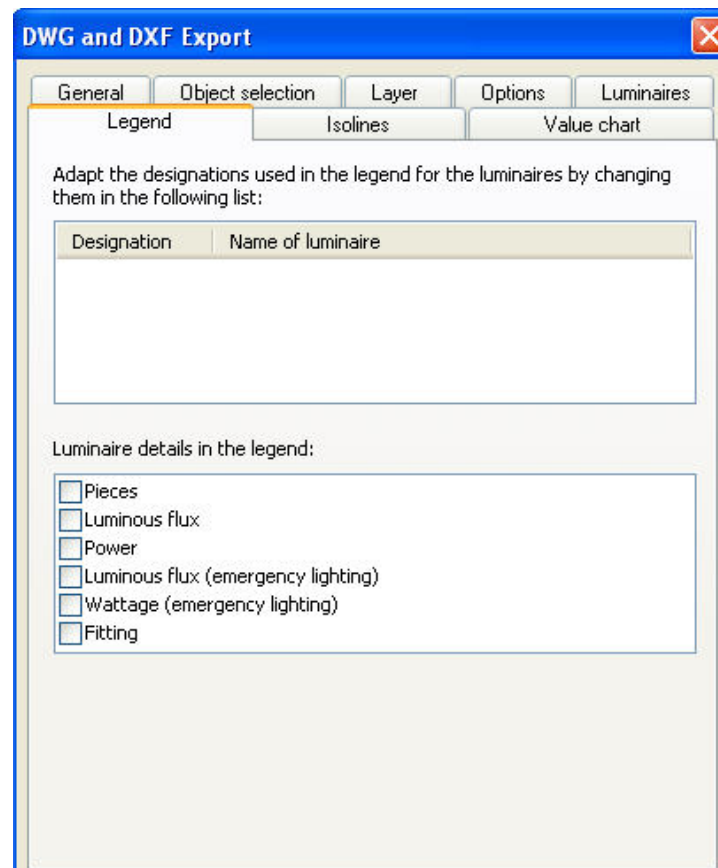 DWG and DXF Export
General Object selection Layer Options Luminaires
Legend Isolines Value chart
Adapt the designations used in the legend for the luminaires by changing
them in the following list:
Designation Name of luminaire
Luminaire details in the legend:
Pieces
Luminous flux
Power
Luminous flux (emergency lighting)
Wattage (emergency lighting)
Fitting